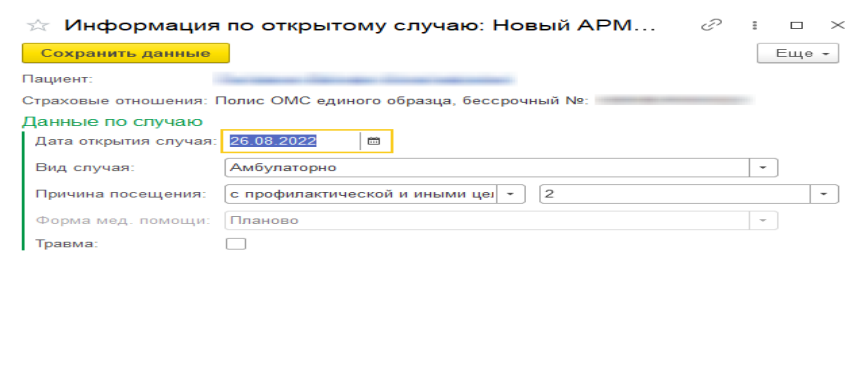 Информация по открытому случаю: Новый АРМ...
Сохранить данные
Еще
Пациент:
Страховые отношения: Полис ОМС единого образца, бессрочный №:
Данные по случаю
Дата открытия случая: 26.08.2022
Вид случая: Амбулаторно
Причина посещения: с профилактической и иными це 2
Форма мед. помощи: Планово
Травма: